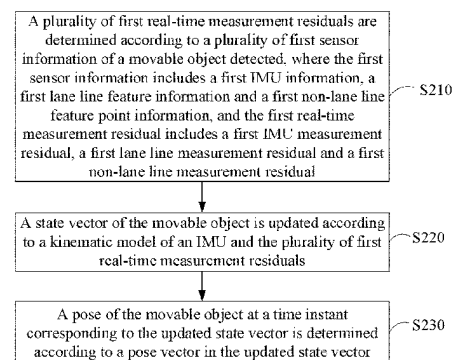 A plurality of first real-time measurement residuals are
determined according to a plurality of first sensor
information of a movable object detected, where the first
sensor information includes a first IMU information, a
first lane line feature information and a first non-lane line
feature point information, and the first real-time
measurement residual includes a first IMU measurement
residual, a first lane line measurement residual and a first
non-lane line measurement residual
S210
A state vector of the movable object is updated according
to a kinematic model of an IMU and the plurality of first
real-time measurement residuals
S220
A pose of the movable object at a time instant
corresponding to the updated state vector is determined
according to a pose vector in the updated state vector
S230